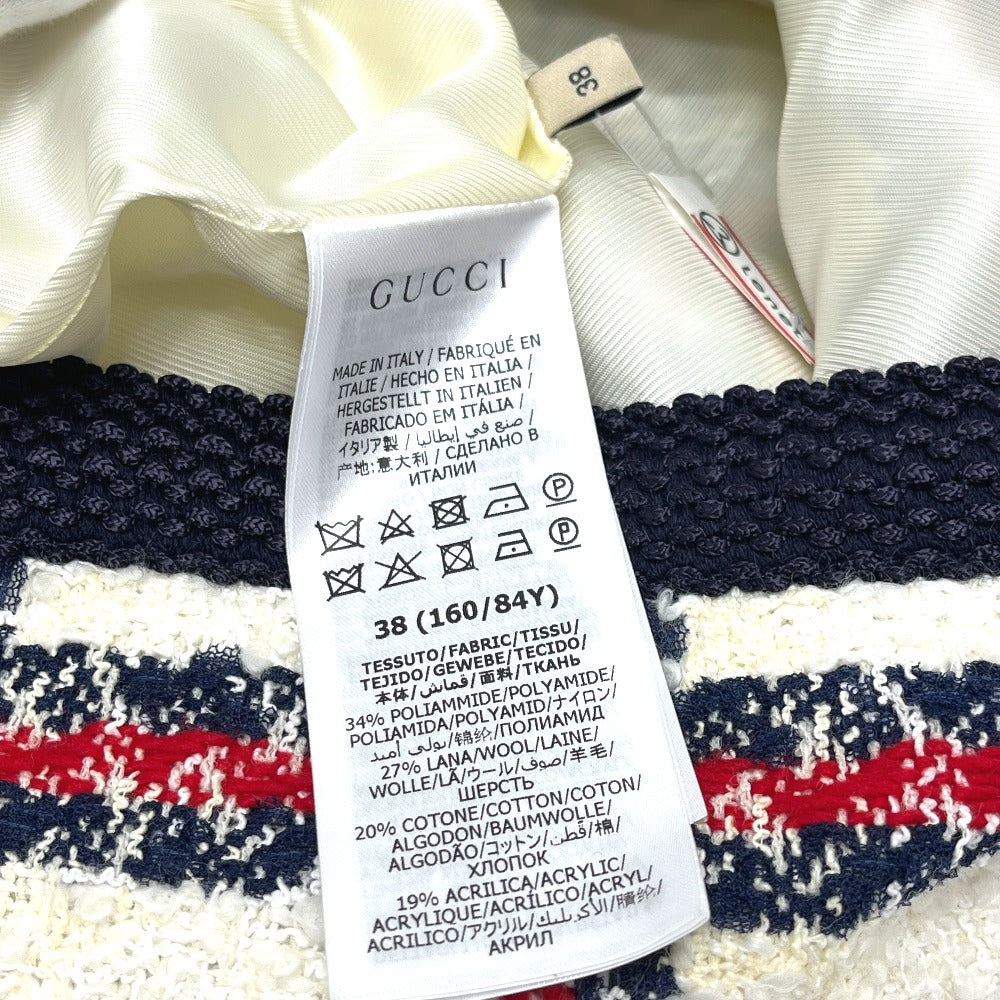 38
GUCCI
MADE IN ITALY / FABRIQUÉ EN
ITALIE / HECHO EN ITALIA /
HERGESTELLT IN ITALIEN /
FABRICADO EM ITÁLIA /
イタリア製 / صنع في إيطاليا /
产地:意大利 / СДЕЛАНО В
ИТАЛИИ
P
P
38 (160/84Y)
TESSUTO/FABRIC/TISSU/
TEJIDO/GEWEBE/TECIDO/
本体/قماش/面料/ТКАНЬ
34% POLIAMMIDE/POLYAMIDE/
POLIAMIDA/POLYAMID/ナイロン/
بولي أميد/锦纶/ПОЛИАМИД
27% LANA/WOOL/LAINE/
WOLLE/LÃ/ウール/صوف/羊毛/
ШЕРСТЬ
20% COTONE/COTTON/COTON/
ALGODON/BAUMWOLLE/
ALGODÃO/コットン/قطن/棉/
ХЛОПОК
19% ACRILICA/ACRYLIC/
ACRYLIQUE/ACRÍLICO/ACRYL/
ACRILICO/アクリル/الأكريليك/腈纶/
АКРИЛ